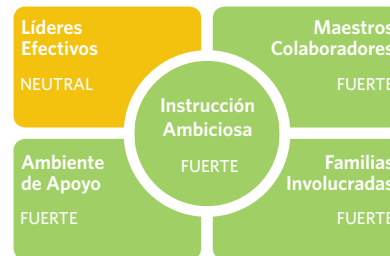 Líderes
Efectivos
NEUTRAL
Maestros
Colaboradores
FUERTE
Instrucción
Ambiciosa
FUERTE
Ambiente
de Apoyo
FUERTE
Familias
Involucradas
FUERTE